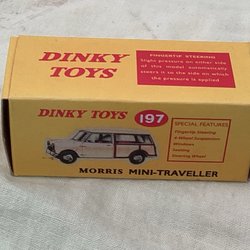 DINKY
TOYS
FINGERTIP STEERING
Slight pressure on either side
of this model automatically
steers it to the side on which
the pressure is applied
DINKY TOYS
197
SPECIAL FEATURES
Fingertip Steering
4-Wheel Suspension
Windows
Seating
Steering Wheel
MORRIS MINI-TRAVELLER